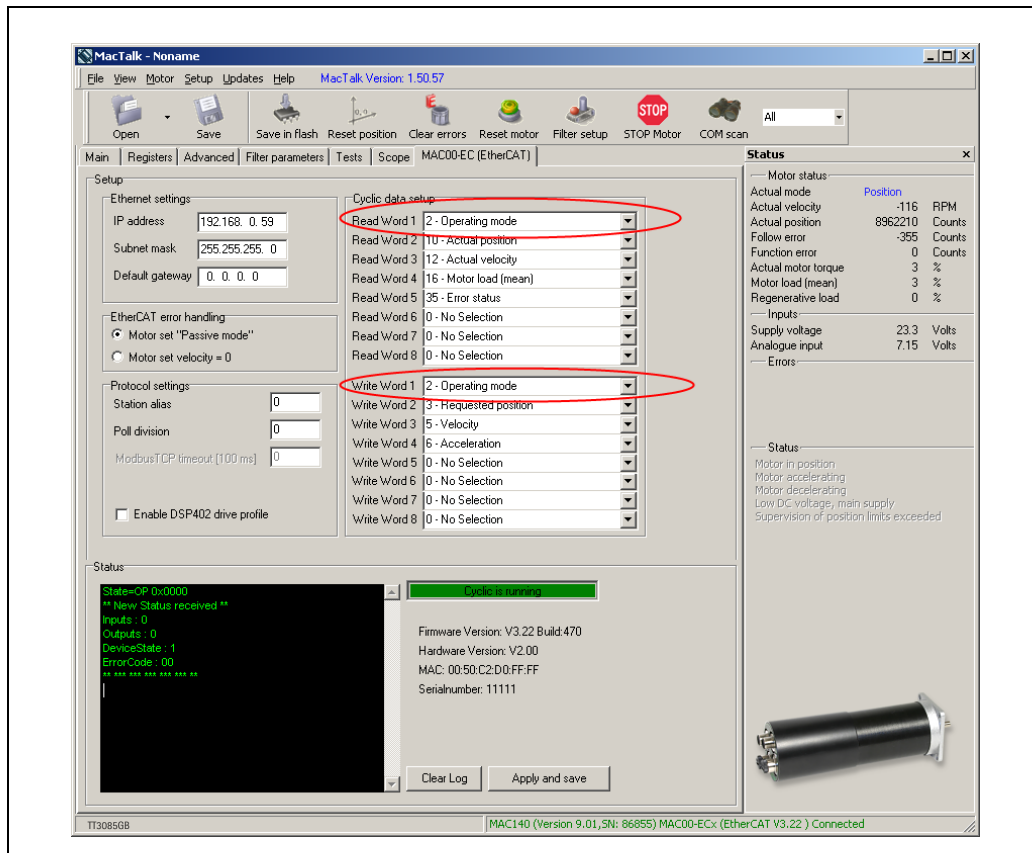 MacTalk - Noname
File View Motor Setup Updates Help MacTalk Version: 1.50.57
Open Save Save in flash Reset position Clear errors Reset motor Filter setup STOP Motor COM scan
STOP
All
Main Registers Advanced Filter parameters Tests Scope MAC00-EC (EtherCAT)
Setup
Ethernet settings
IP address 192.168. 0. 59
Subnet mask 255.255.255. 0
Default gateway 0. 0. 0. 0
EtherCAT error handling
Motor set "Passive mode"
Motor set velocity = 0
Protocol settings
Station alias 0
Poll division 0
ModbusTCP timeout [100 ms] 0
Enable DSP402 drive profile
Cyclic data setup
Read Word 1 2 - Operating mode
Read Word 2 10 - Actual position
Read Word 3 12 - Actual velocity
Read Word 4 16 - Motor load (mean)
Read Word 5 35 - Error status
Read Word 6 0 - No Selection
Read Word 7 0 - No Selection
Read Word 8 0 - No Selection
Write Word 1 2 - Operating mode
Write Word 2 3 - Requested position
Write Word 3 5 - Velocity
Write Word 4 6 - Acceleration
Write Word 5 0 - No Selection
Write Word 6 0 - No Selection
Write Word 7 0 - No Selection
Write Word 8 0 - No Selection
Status
State=OP 0x0000
** New Status received **
Inputs : 0
Outputs : 0
DeviceState : 1
ErrorCode : 00
** *** *** *** *** *** **
Cyclic is running
Firmware Version: V3.22 Build:470
Hardware Version: V2.00
MAC: 00:50:C2:D0:FF:FF
Serialnumber: 11111
Clear Log Apply and save
Status x
Motor status
Actual mode Position
Actual velocity -116 RPM
Actual position 8962210 Counts
Follow error -355 Counts
Function error 0 Counts
Actual motor torque 3 %
Motor load (mean) 3 %
Regenerative load 0 %
Inputs
Supply voltage 23.3 Volts
Analogue input 7.15 Volts
Errors
Status
Motor in position
Motor accelerating
Motor decelerating
Low DC voltage, main supply
Supervision of position limits exceeded
TT3085GB
MAC140 (Version 9.01,SN: 86855) MAC00-ECx (EtherCAT V3.22 ) Connected